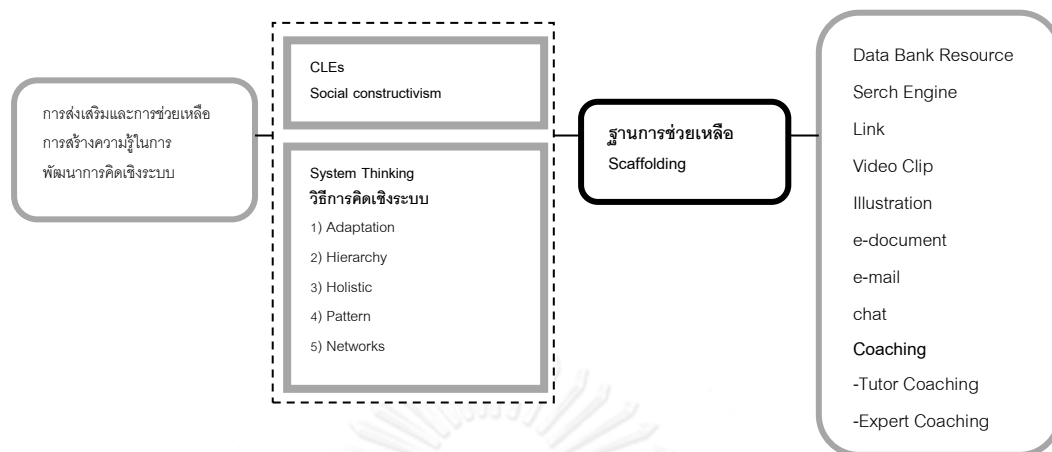 การส่งเสริมและการช่วยเหลือ
การสร้างความรู้ในการ
พัฒนาการคิดเชิงระบบ
CLEs
Social constructivism
System Thinking
วิธีการคิดเชิงระบบ
1) Adaptation
2) Hierarchy
3) Holistic
4) Pattern
5) Networks
ฐานการช่วยเหลือ
Scaffolding
Data Bank Resource
Serch Engine
Link
Video Clip
Illustration
e-document
e-mail
chat
Coaching
-Tutor Coaching
-Expert Coaching